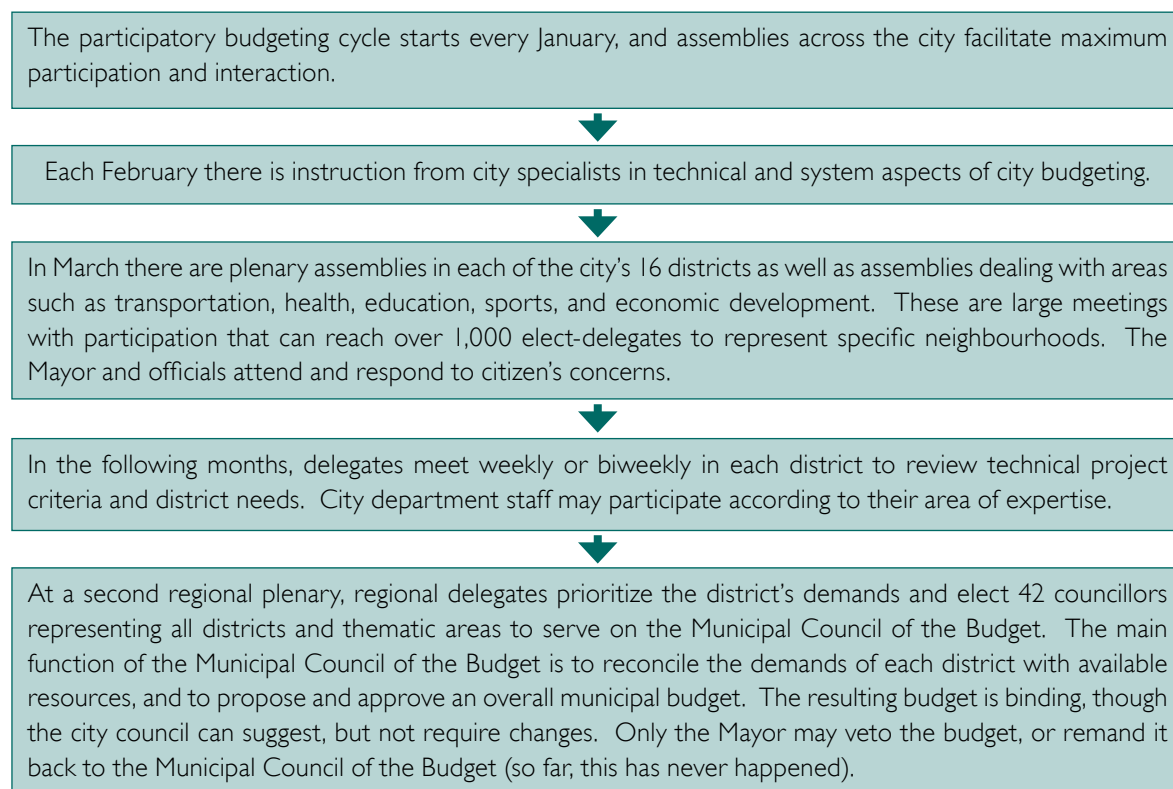 The participatory budgeting cycle starts every January, and assemblies across the city facilitate maximum
participation and interaction.
Each February there is instruction from city specialists in technical and system aspects of city budgeting.
In March there are plenary assemblies in each of the city's 16 districts as well as assemblies dealing with areas
such as transportation, health, education, sports, and economic development. These are large meetings
with participation that can reach over 1,000 elect-delegates to represent specific neighbourhoods. The
Mayor and officials attend and respond to citizen's concerns.
In the following months, delegates meet weekly or biweekly in each district to review technical project
criteria and district needs. City department staff may participate according to their area of expertise.
At a second regional plenary, regional delegates prioritize the district's demands and elect 42 councillors
representing all districts and thematic areas to serve on the Municipal Council of the Budget. The main
function of the Municipal Council of the Budget is to reconcile the demands of each district with available
resources, and to propose and approve an overall municipal budget. The resulting budget is binding, though
the city council can suggest, but not require changes. Only the Mayor may veto the budget, or remand it
back to the Municipal Council of the Budget (so far, this has never happened).